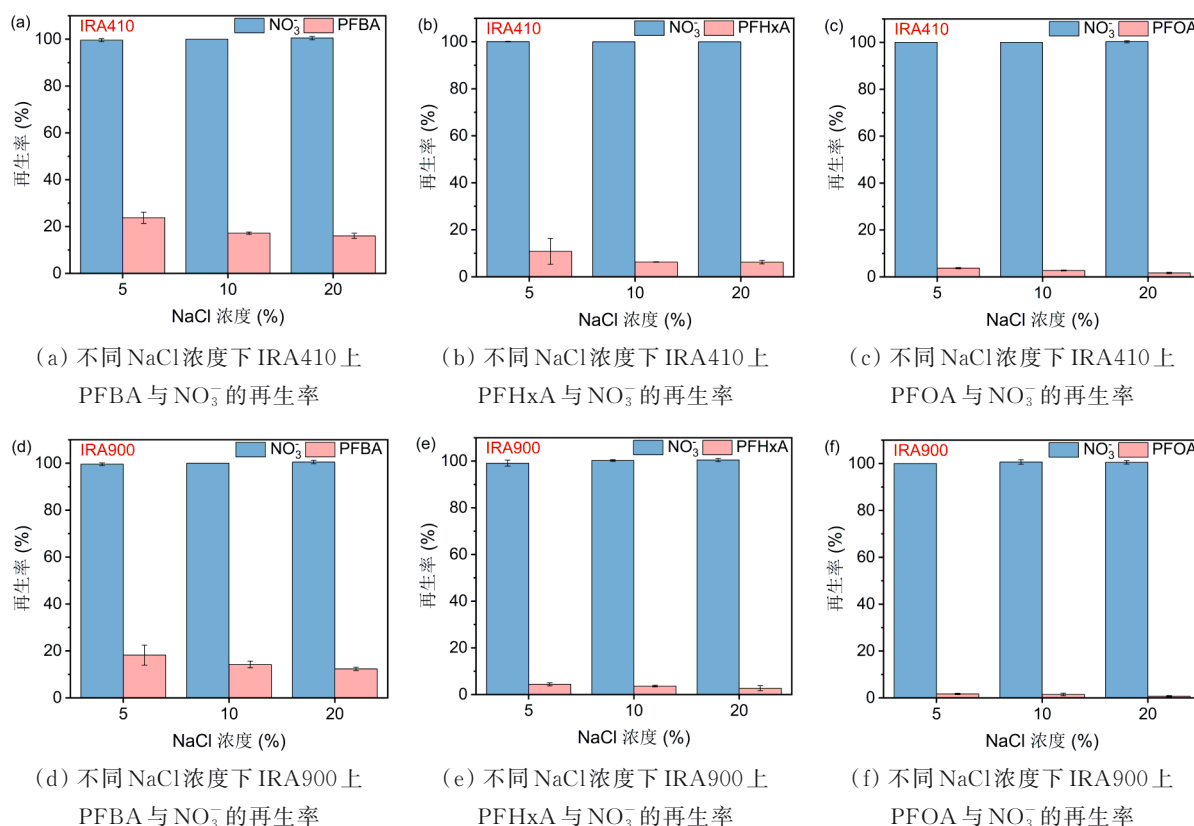 (a) IRA410 NO₃⁻ PFBA
100
80
60
40
20
0
再生率 (%)
5 10 20
NaCl 浓度 (%)
(b) IRA410 NO₃⁻ PFHxA
100
80
60
40
20
0
再生率 (%)
5 10 20
NaCl 浓度 (%)
(c) IRA410 NO₃⁻ PFOA
100
80
60
40
20
0
再生率 (%)
5 10 20
NaCl 浓度 (%)
(a) 不同NaCl浓度下IRA410上
PFBA与NO₃⁻的再生率
(b) 不同NaCl浓度下IRA410上
PFHxA与NO₃⁻的再生率
(c) 不同NaCl浓度下IRA410上
PFOA与NO₃⁻的再生率
(d) IRA900 NO₃⁻ PFBA
100
80
60
40
20
0
再生率 (%)
5 10 20
NaCl 浓度 (%)
(e) IRA900 NO₃⁻ PFHxA
100
80
60
40
20
0
再生率 (%)
5 10 20
NaCl 浓度 (%)
(f) IRA900 NO₃⁻ PFOA
100
80
60
40
20
0
再生率 (%)
5 10 20
NaCl 浓度 (%)
(d) 不同NaCl浓度下IRA900上
PFBA与NO₃⁻的再生率
(e) 不同NaCl浓度下IRA900上
PFHxA与NO₃⁻的再生率
(f) 不同NaCl浓度下IRA900上
PFOA与NO₃⁻的再生率